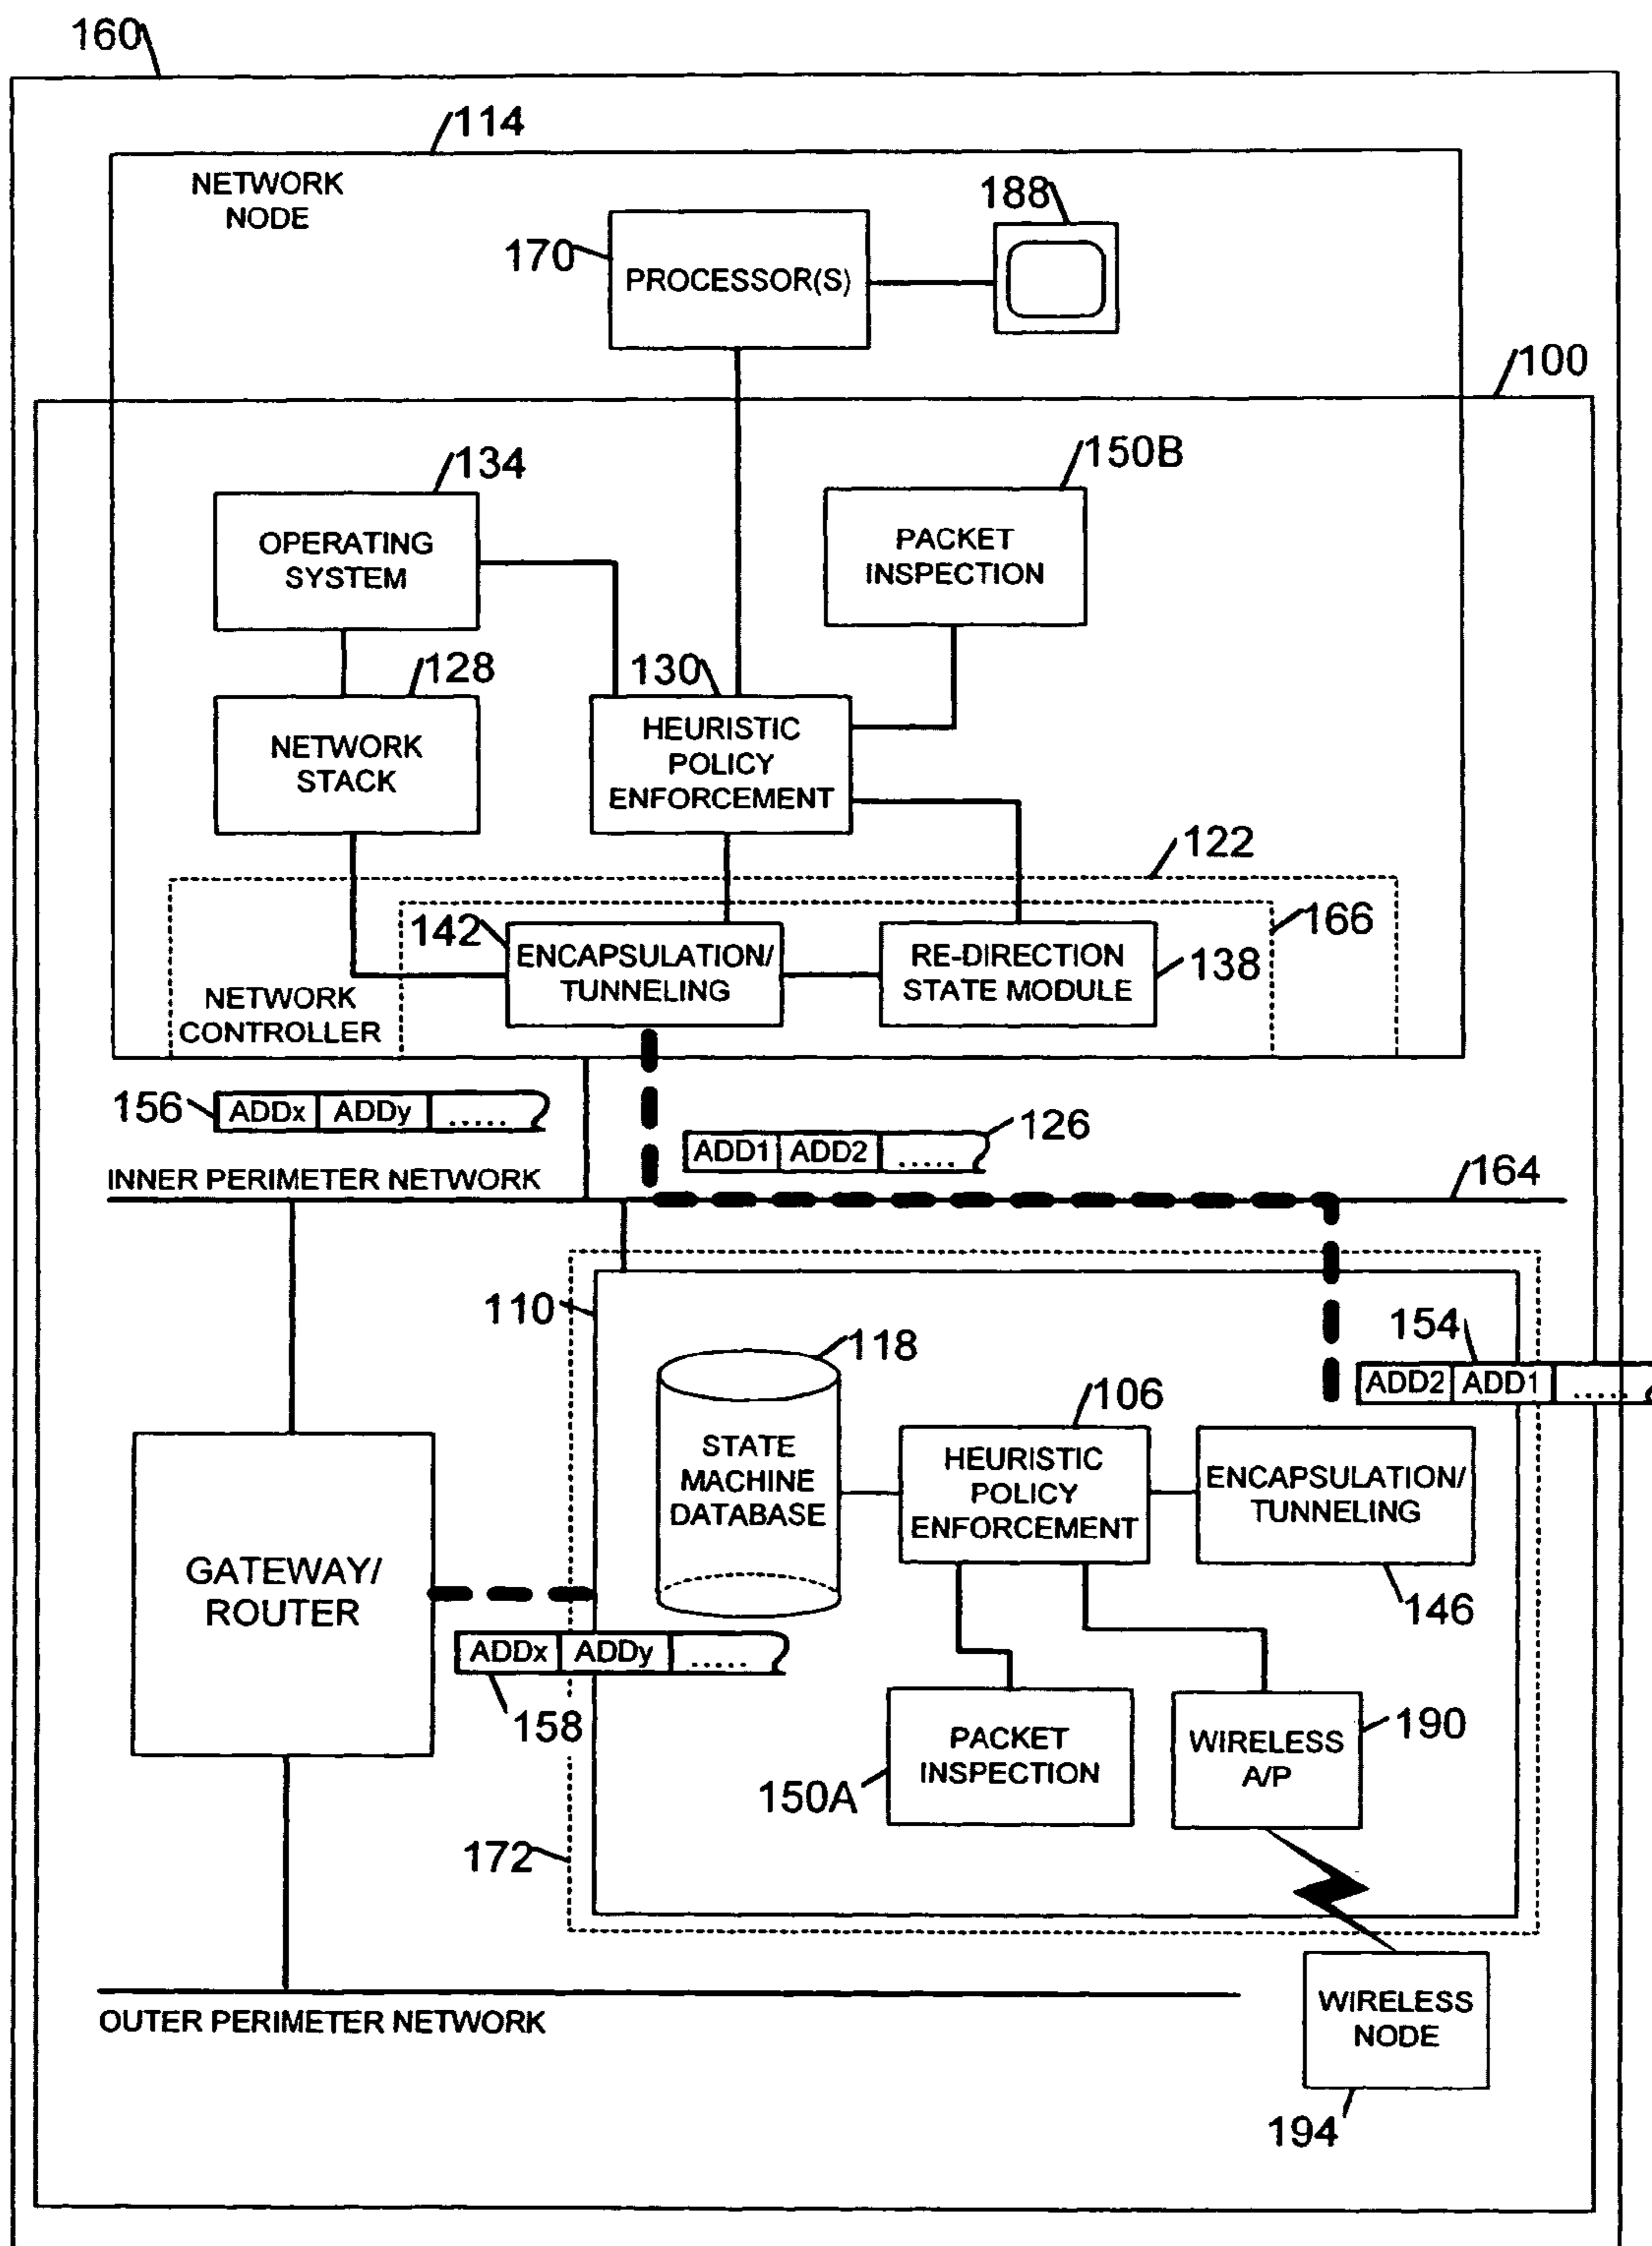 160
114
NETWORK
NODE
188
170
PROCESSOR(S)
100
134
150B
OPERATING
SYSTEM
PACKET
INSPECTION
128
130
NETWORK
STACK
HEURISTIC
POLICY
ENFORCEMENT
122
166
142
ENCAPSULATION/
TUNNELING
RE-DIRECTION
STATE MODULE
138
NETWORK
CONTROLLER
156
ADDx ADDy .....
126
ADD1 ADD2 .....
INNER PERIMETER NETWORK
164
110
118
154
ADD2 ADD1 .....
106
STATE
MACHINE
DATABASE
HEURISTIC
POLICY
ENFORCEMENT
ENCAPSULATION/
TUNNELING
146
GATEWAY/
ROUTER
ADDx ADDy .....
158
PACKET
INSPECTION
150A
WIRELESS
A/P
190
172
OUTER PERIMETER NETWORK
WIRELESS
NODE
194